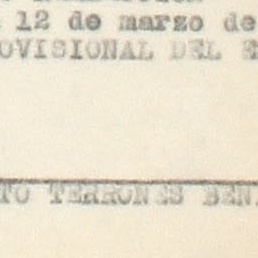 12 de marzo de
OVISIONAL DEL
TO TERRONES BEN